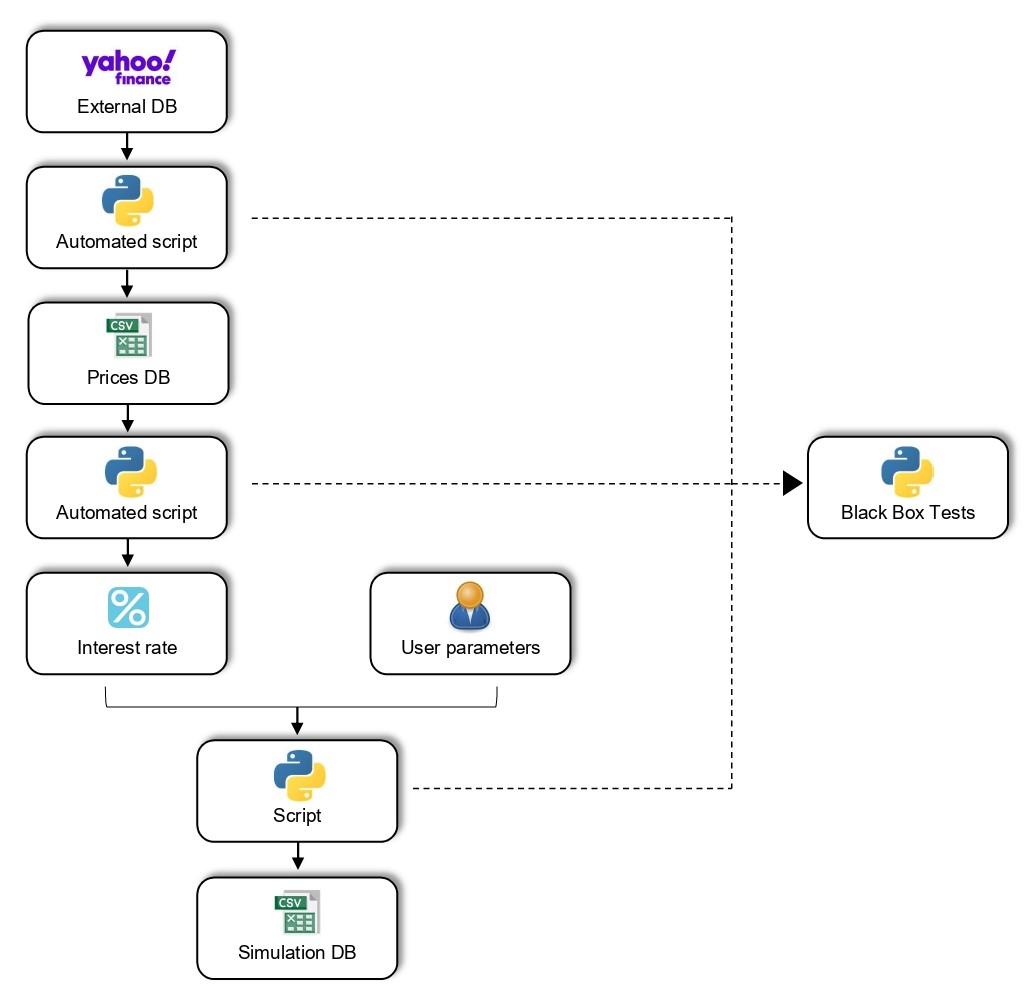 yahoo!
finance
External DB
Automated script
CSV
Prices DB
Automated script
Black Box Tests
%
Interest rate
User parameters
Script
CSV
Simulation DB